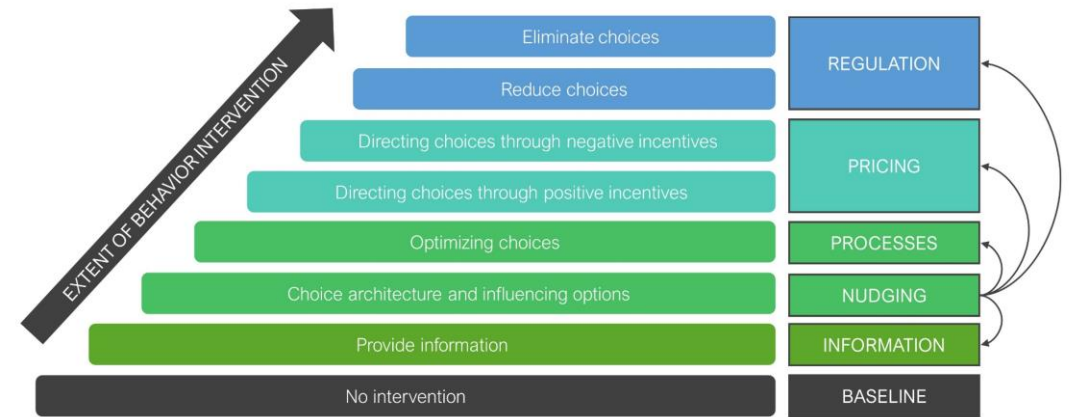 EXTENT OF BEHAVIOR INTERVENTION
Eliminate choices
REGULATION
Reduce choices
Directing choices through negative incentives
PRICING
Directing choices through positive incentives
Optimizing choices
PROCESSES
Choice architecture and influencing options
NUDGING
Provide information
INFORMATION
No intervention
BASELINE